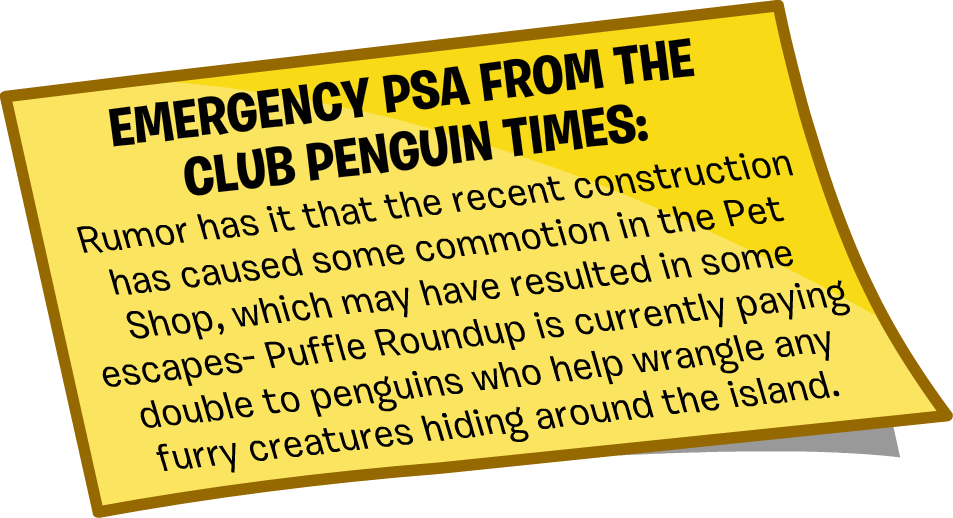 EMERGENCY PSA FROM THE
CLUB PENGUIN TIMES:
Rumor has it that the recent construction
has caused some commotion in the Pet
Shop, which may have resulted in some
escapes- Puffle Roundup is currently paying
double to penguins who help wrangle any
furry creatures hiding around the island.